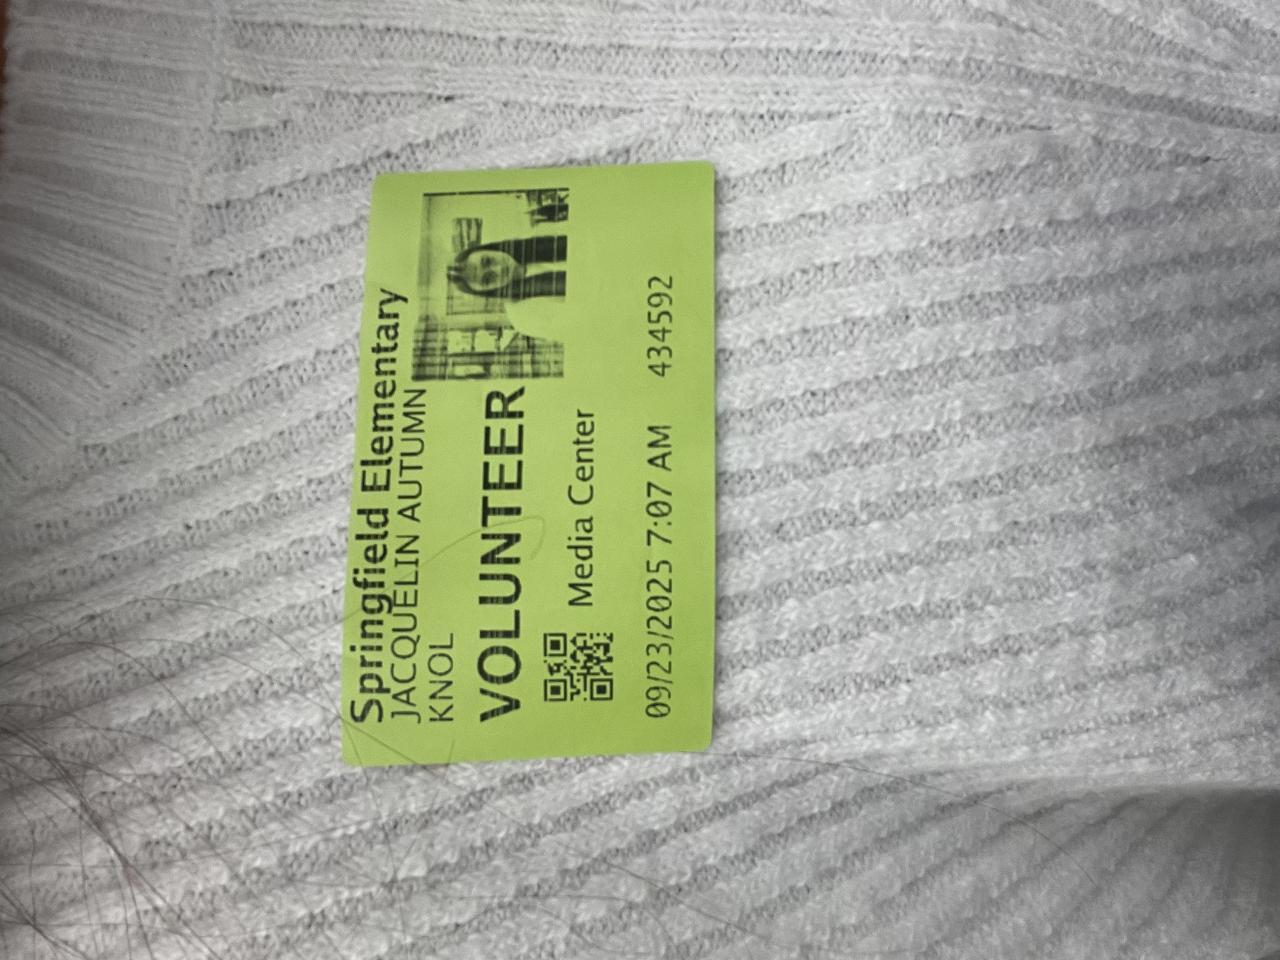 Springfield Elementary
JACQUELIN AUTUMN
KNOL
VOLUNTEER
Media Center
09/23/2025 7:07 AM 434592